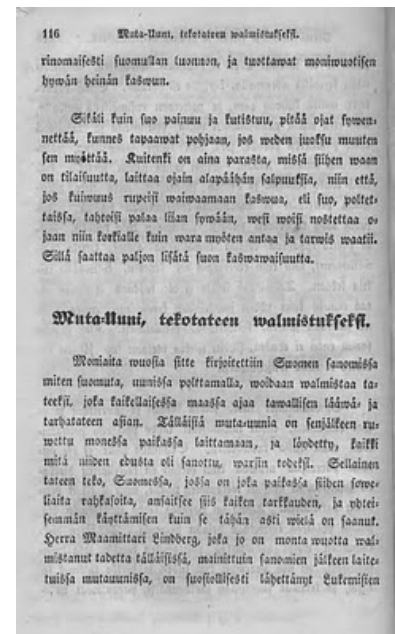 116 Muta-Uuni, tekotateen walmistukseksi.
rinomaisesti suomullan luonnon, ja tuottawat moniwuotisen
hywän heinän kaswun.
Sikäli kuin suo painuu ja kutistuu, pitää ojat sywen-
nettää, kunnes tapaawat pohjaan, jos weden juoksu muuten
sen myöttää. Kuitenki on aina parasta, missä siihen waan
on tilaisuutta, laittaa ojain alapäähän salpuuksia, niin että,
jos kuiwuus rupeisi waiwaamaan kaswua, eli suo, poltet-
taissa, tahtoisi palaa liian sywään, wesi woisi nostettaa o-
jaan niin korkialle kuin wara myöten antaa ja tarwis waatii.
Sillä saattaa paljon lisätä suon kaswawaisuutta.
Muta-Uuni, tekotateen walmistukseksi.
Moniaita wuosia sitte kirjoitettiin Suomen sanomissa
miten suomuta, uunissa polttamalla, woidaan walmistaa ta-
teeksi, joka kaikellaisessa maassa ajaa tawallisen lääwä- ja
tarhatateen asian. Tälläisiä muta-uunia on senjälkeen ru-
wettu monessa paikassa laittamaan, ja löydetty, kaikki
mitä niiden edusta oli sanottu, warsin todeksi. Sellainen
tateen teko, Suomessa, jossa on joka paikassa siihen sowe-
liaita rahkasoita, ansaitsee siis kaiken tarkkauden, ja yhtei-
semmän käyttämisen kuin se tähän asti wielä on saanut.
Herra Maamittari Lindberg, joka jo on monta wuotta wal-
mistanut tadetta tälläisissä, mainittuin sanomien jälkeen laite-
tuissa mutauunissa, on suosiollisesti lähettänyt Lukemisien